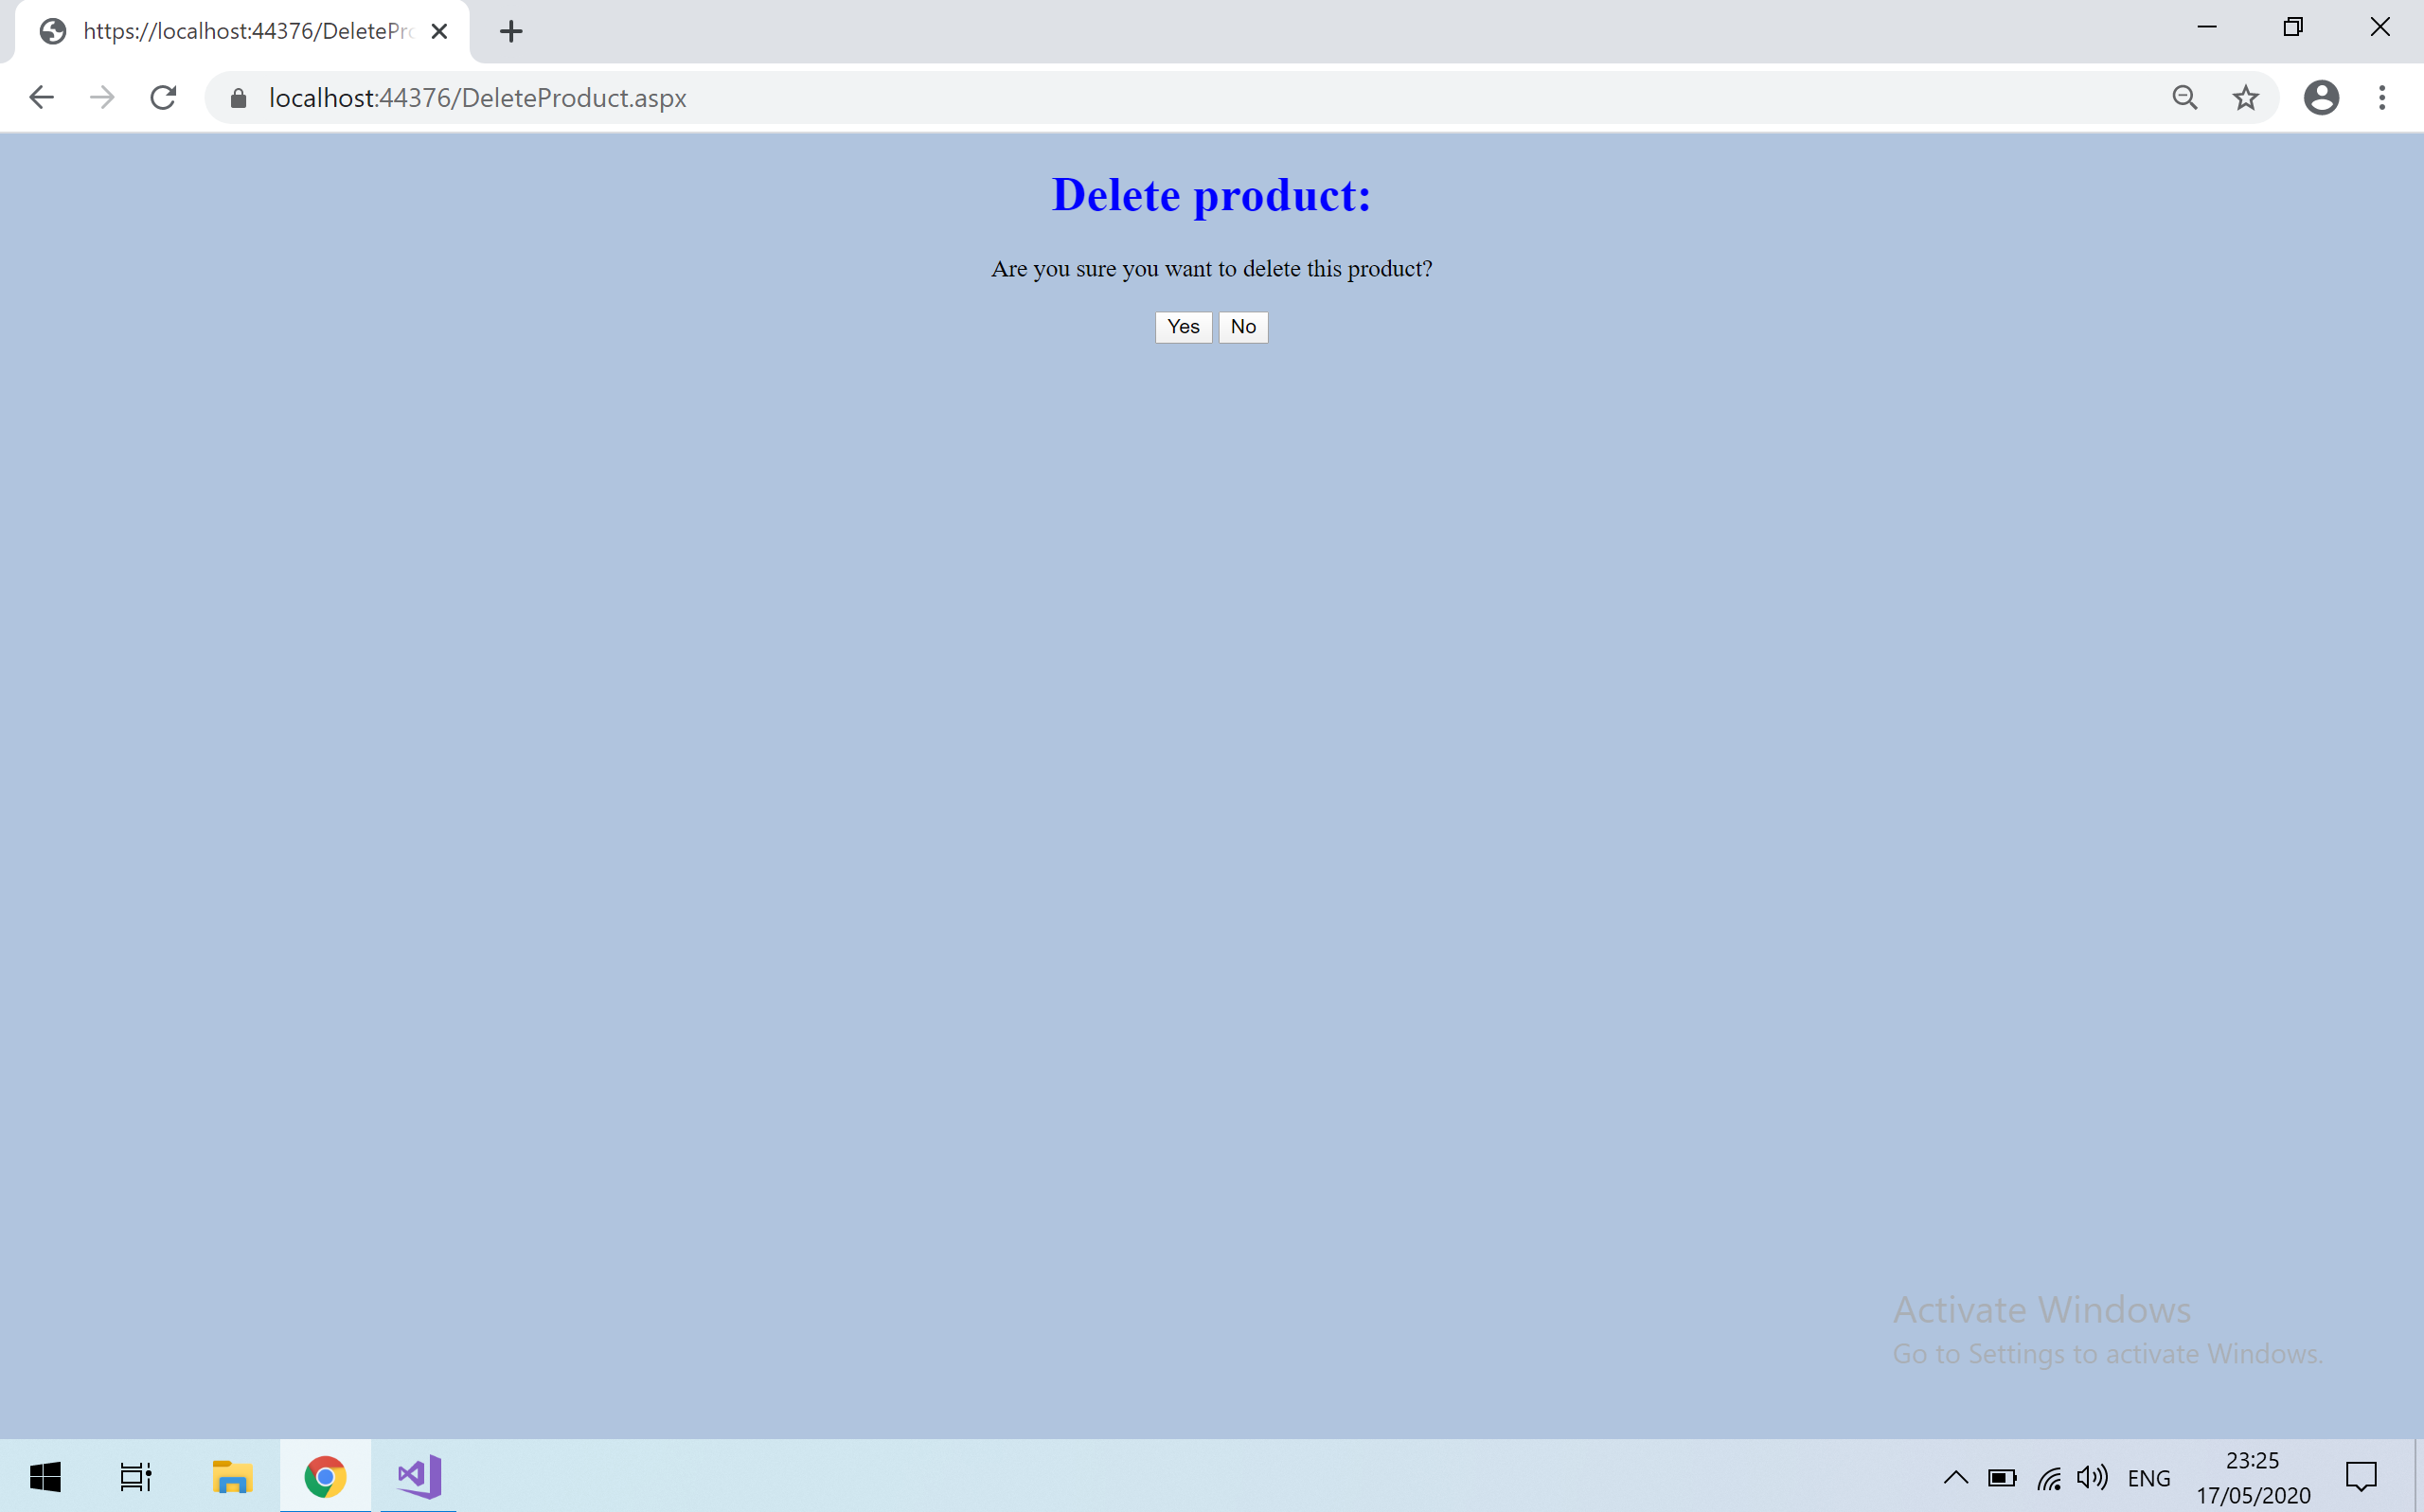 https://localhost:44376/DeletePr
localhost:44376/DeleteProduct.aspx
Delete product:
Are you sure you want to delete this product?
Yes No
Activate Windows
Go to Settings to activate Windows.
ENG
23:25
17/05/2020